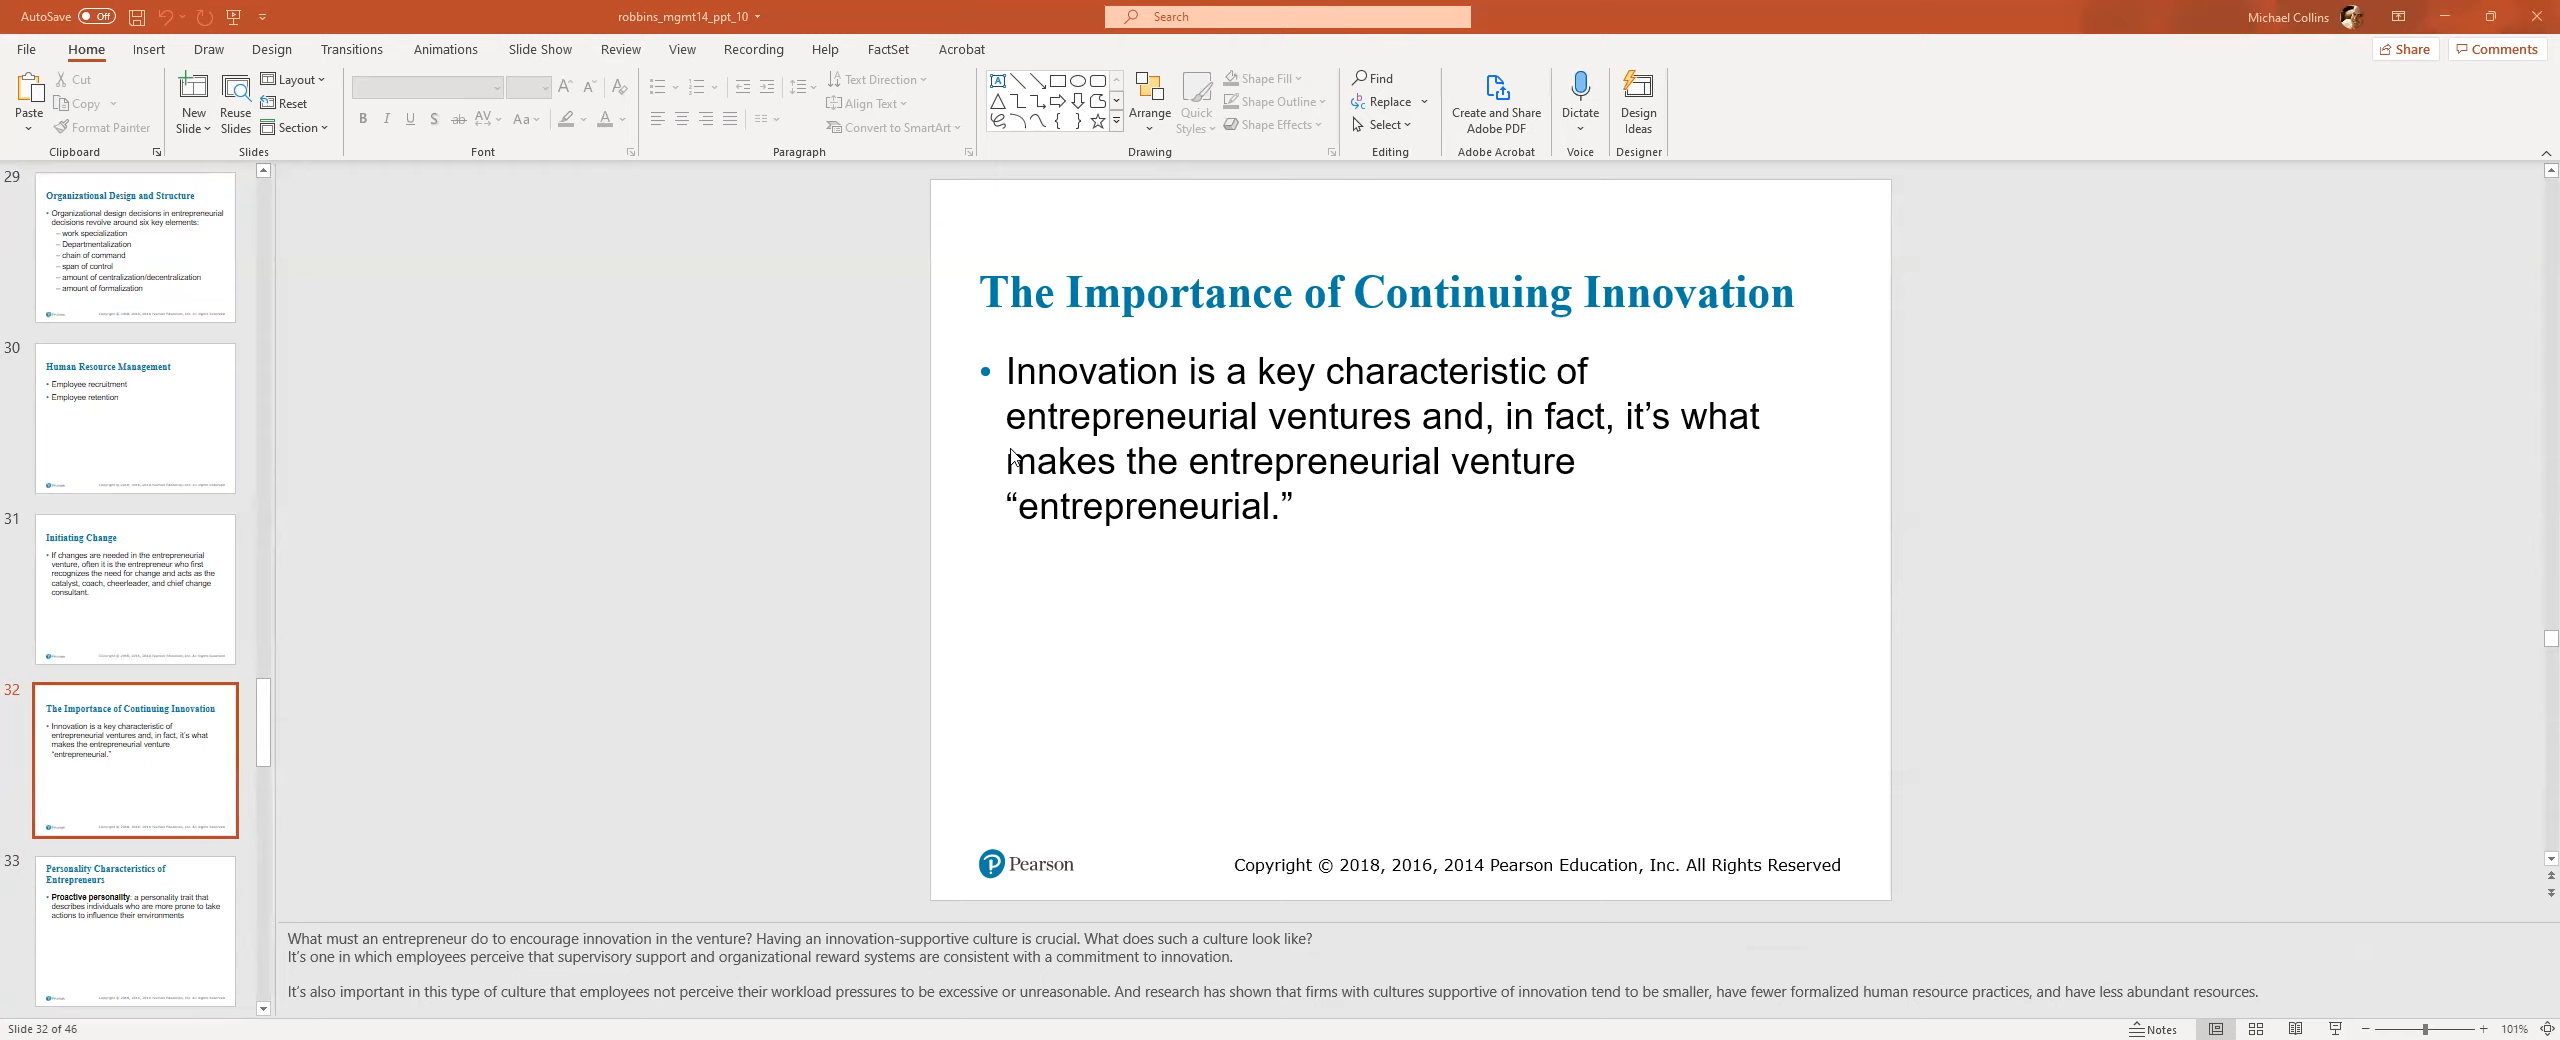 AutoSave Off
robbins_mgmt14_ppt_10
Search
Michael Collins
File Home Insert Draw Design Transitions Animations Slide Show Review View Recording Help FactSet Acrobat
Share Comments
Paste
Cut
Copy
Format Painter
Clipboard
New
Slide
Reuse
Slides
Layout
Reset
Section
Slides
B I U S ab AV Aa A
Font
Text Direction
Align Text
Convert to SmartArt
Paragraph
Arrange
Quick
Styles
Shape Fill
Shape Outline
Shape Effects
Drawing
Find
Replace
Select
Editing
Create and Share
Adobe PDF
Adobe Acrobat
Dictate
Voice
Design
Ideas
Designer
29
Organizational Design and Structure
• Organizational design decisions in entrepreneurial
decisions revolve around six key elements:
– work specialization
– Departmentalization
– chain of command
– span of control
– amount of centralization/decentralization
– amount of formalization
30
Human Resource Management
• Employee recruitment
• Employee retention
31
Initiating Change
• If changes are needed in the entrepreneurial
venture, often it is the entrepreneur who first
recognizes the need for change and acts as the
catalyst, coach, cheerleader, and chief change
consultant.
32
The Importance of Continuing Innovation
• Innovation is a key characteristic of
entrepreneurial ventures and, in fact, it’s what
makes the entrepreneurial venture
“entrepreneurial.”
33
Personality Characteristics of
Entrepreneurs
• Proactive personality: a personality trait that
describes individuals who are more prone to take
actions to influence their environments
The Importance of Continuing Innovation
• Innovation is a key characteristic of
entrepreneurial ventures and, in fact, it’s what
makes the entrepreneurial venture
“entrepreneurial.”
Pearson
Copyright © 2018, 2016, 2014 Pearson Education, Inc. All Rights Reserved
What must an entrepreneur do to encourage innovation in the venture? Having an innovation-supportive culture is crucial. What does such a culture look like?
It’s one in which employees perceive that supervisory support and organizational reward systems are consistent with a commitment to innovation.
It’s also important in this type of culture that employees not perceive their workload pressures to be excessive or unreasonable. And research has shown that firms with cultures supportive of innovation tend to be smaller, have fewer formalized human resource practices, and have less abundant resources.
Slide 32 of 46
Notes
101%